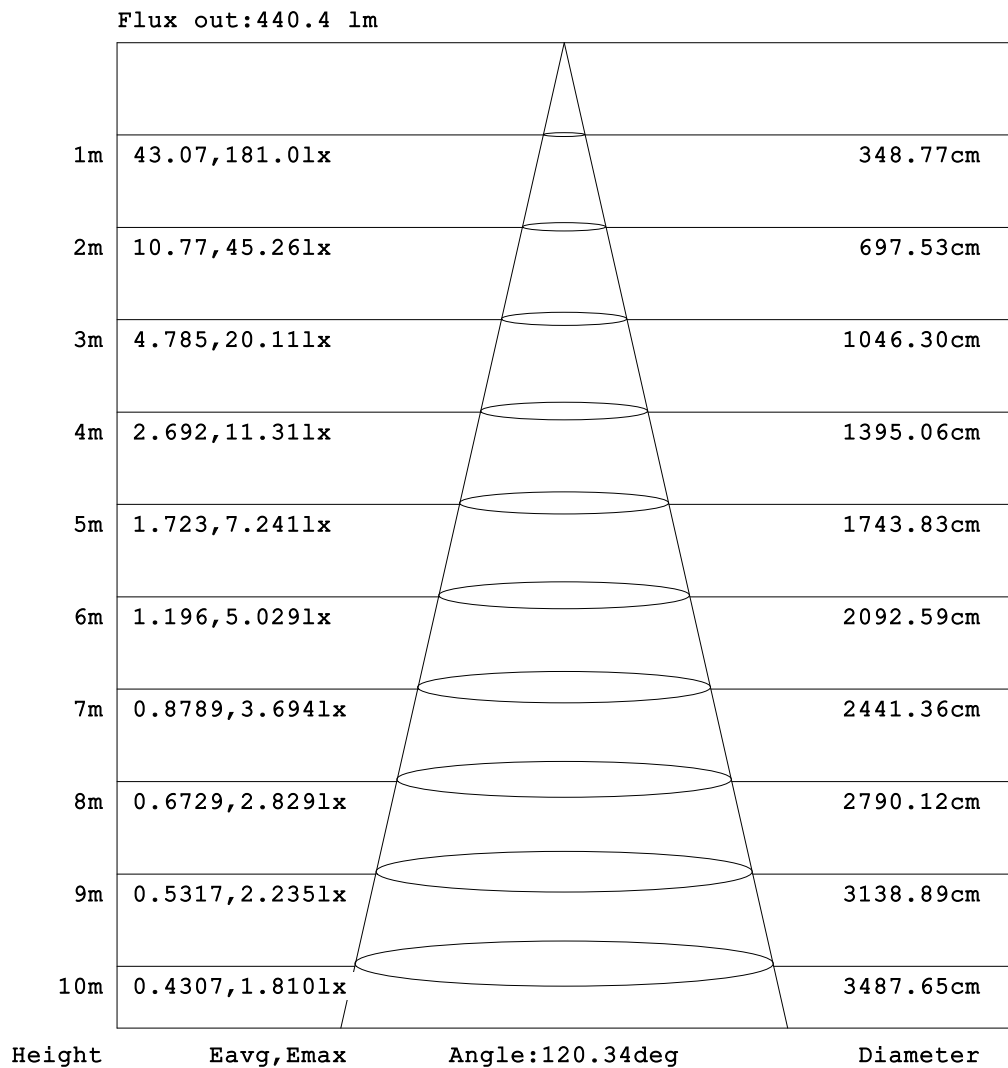 Flux out:440.4 lm
1m 43.07,181.0lx 348.77cm
2m 10.77,45.26lx 697.53cm
3m 4.785,20.11lx 1046.30cm
4m 2.692,11.31lx 1395.06cm
5m 1.723,7.241lx 1743.83cm
6m 1.196,5.029lx 2092.59cm
7m 0.8789,3.694lx 2441.36cm
8m 0.6729,2.829lx 2790.12cm
9m 0.5317,2.235lx 3138.89cm
10m 0.4307,1.810lx 3487.65cm
Height Eavg,Emax Angle:120.34deg Diameter